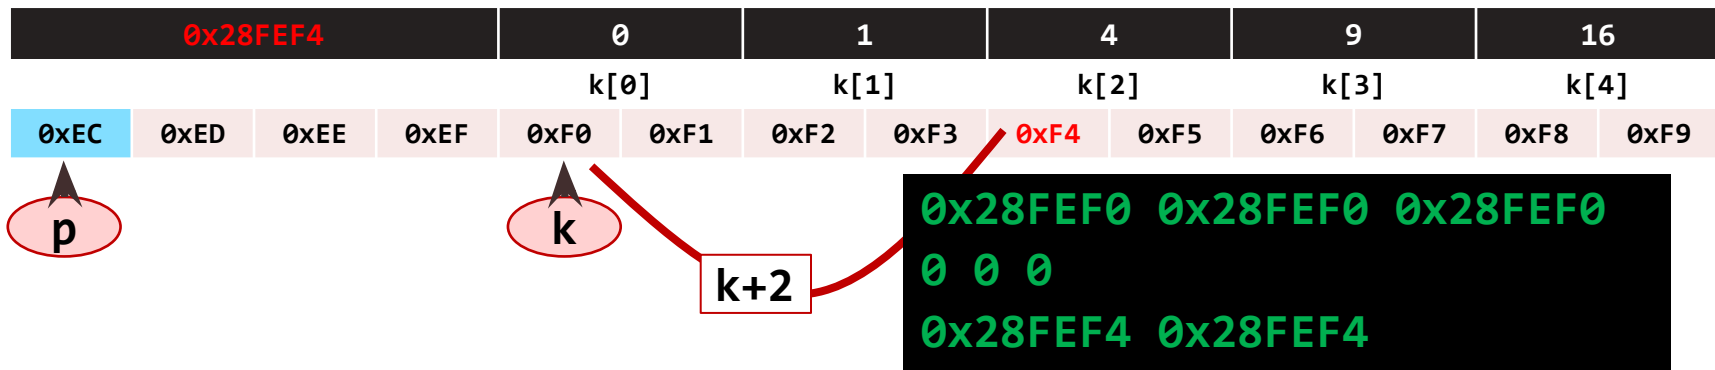 0x28FEF4 0 1 4 9 16
k[0] k[1] k[2] k[3] k[4]
0xEC 0xED 0xEE 0xEF 0xF0 0xF1 0xF2 0xF3 0xF4 0xF5 0xF6 0xF7 0xF8 0xF9
p k
k+2
0x28FEF0 0x28FEF0 0x28FEF0
0 0 0
0x28FEF4 0x28FEF4